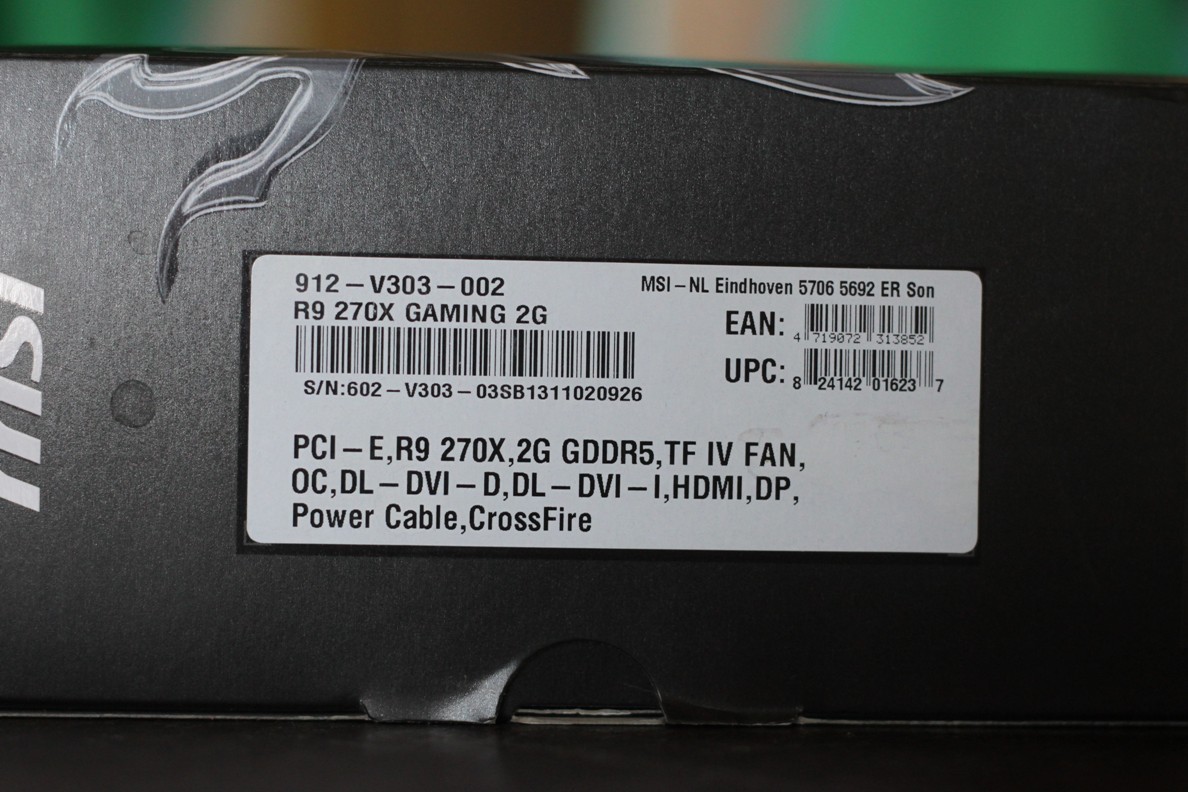 msi
912-V303-002
MSI-NL Eindhoven 5706 5692 ER Son
R9 270X GAMING 2G
EAN: 4 719072 313852
S/N:602-V303-03SB1311020926
UPC: 8 24142 01623 7
PCI-E,R9 270X,2G GDDR5,TF IV FAN,
OC,DL-DVI-D,DL-DVI-I,HDMI,DP,
Power Cable,CrossFire